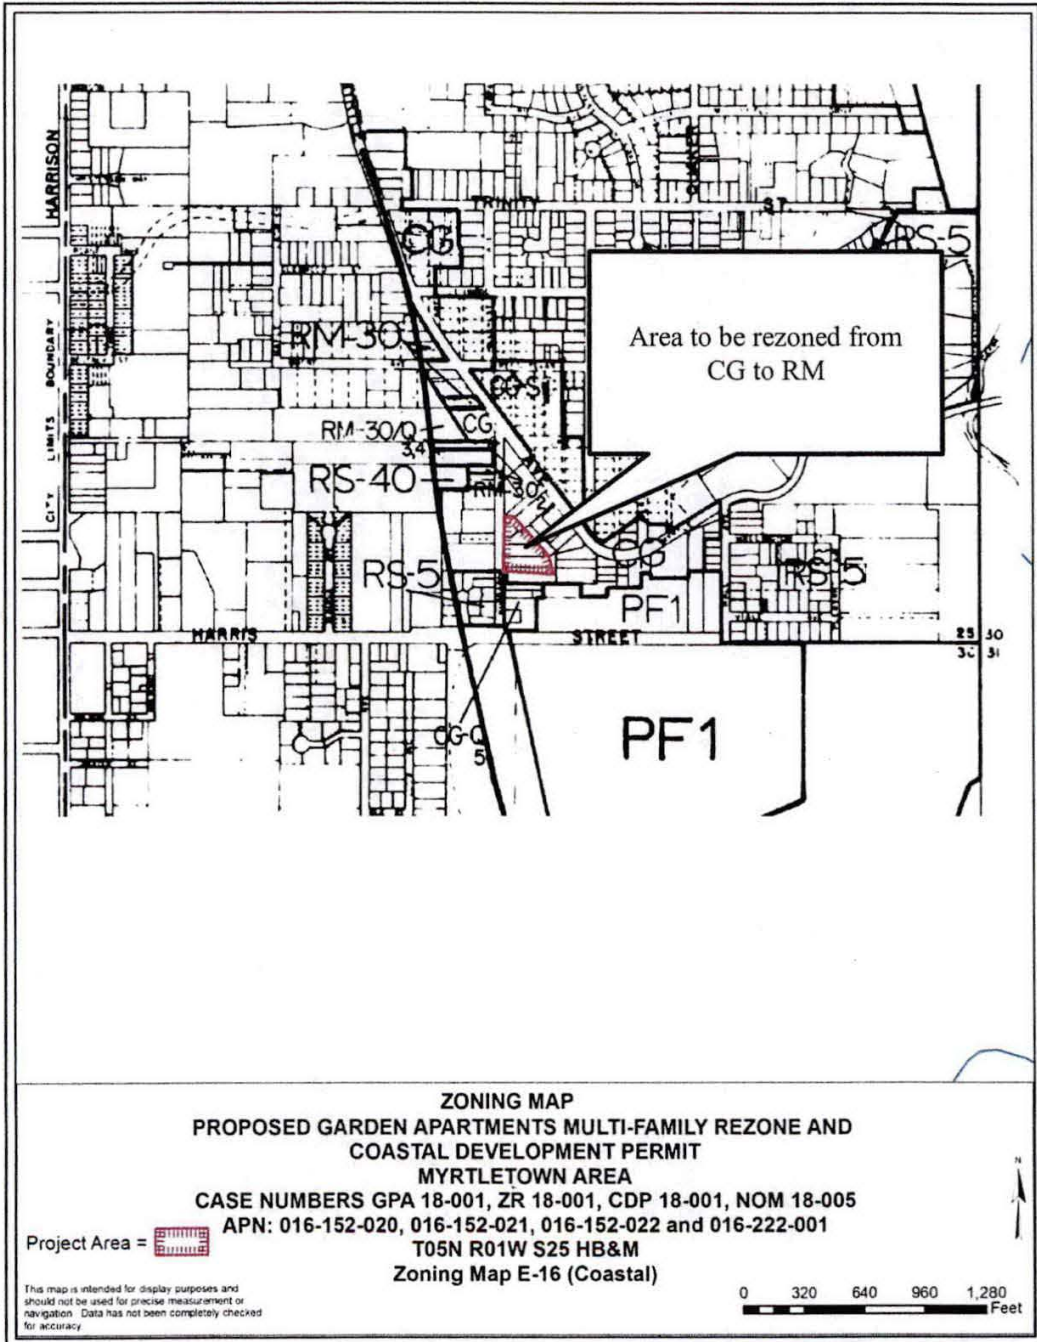 HARRISON
QUAKER
TRINITY ST.
CG
RS-5
Area to be rezoned from
CG to RM
RM-30
CITY LIMITS BOUNDARY
RM-30/Q
34
CG
AVE
RS-40
RM-30
CG
RS-5
RS-5
PF1
HARRIS STREET
25 30
31
PF1
CG-Q
5
ZONING MAP
PROPOSED GARDEN APARTMENTS MULTI-FAMILY REZONE AND
COASTAL DEVELOPMENT PERMIT
MYRTLETOWN AREA
CASE NUMBERS GPA 18-001, ZR 18-001, CDP 18-001, NOM 18-005
APN: 016-152-020, 016-152-021, 016-152-022 and 016-222-001
T05N R01W S25 HB&M
Zoning Map E-16 (Coastal)
Project Area =
This map is intended for display purposes and
should not be used for precise measurement or
navigation. Data has not been completely checked
for accuracy.
N
0 320 640 960 1,280
Feet